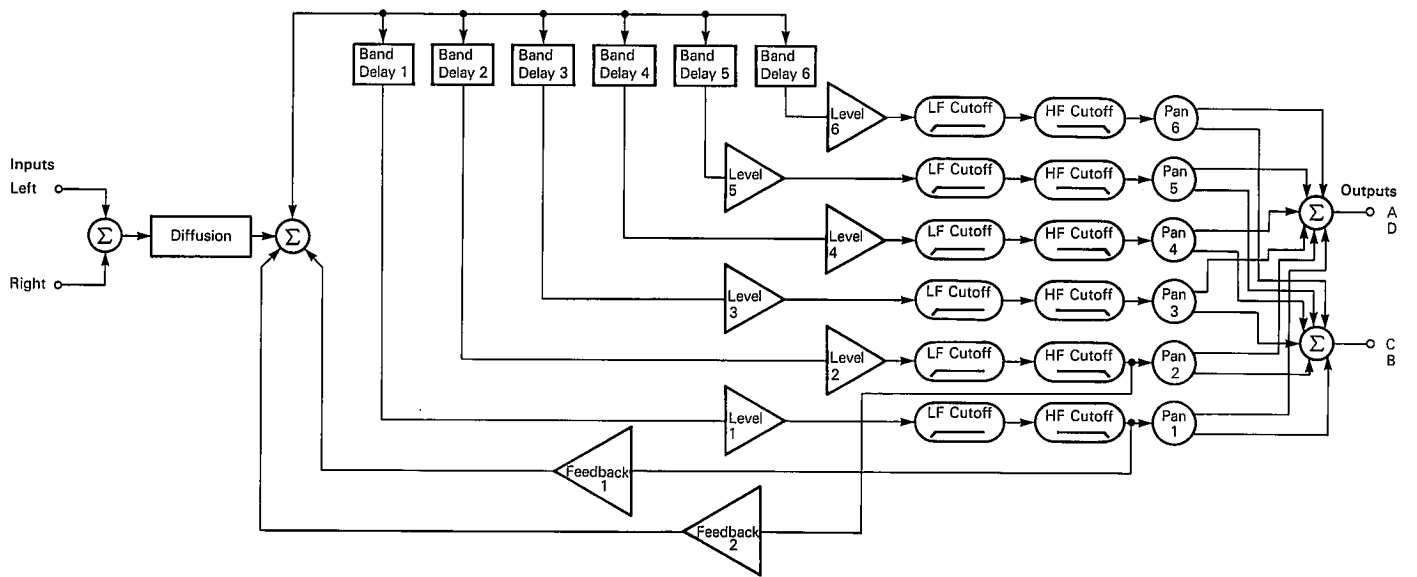 Band
Delay 1
Band
Delay 2
Band
Delay 3
Band
Delay 4
Band
Delay 5
Band
Delay 6
Level
6
LF Cutoff
HF Cutoff
Pan
6
Inputs
Left
Right
Σ
Diffusion
Σ
Level
5
LF Cutoff
HF Cutoff
Pan
5
Outputs
Σ
A
D
Level
4
LF Cutoff
HF Cutoff
Pan
4
Level
3
LF Cutoff
HF Cutoff
Pan
3
Σ
C
B
Level
2
LF Cutoff
HF Cutoff
Pan
2
Level
1
LF Cutoff
HF Cutoff
Pan
1
Feedback
1
Feedback
2